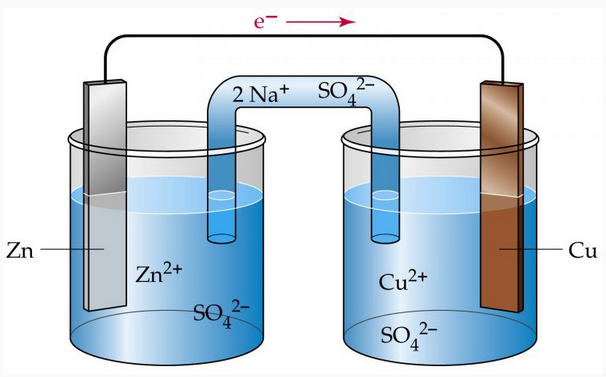 e⁻
2 Na⁺ SO₄²⁻
Zn
Zn²⁺
SO₄²⁻
Cu²⁺
SO₄²⁻
Cu